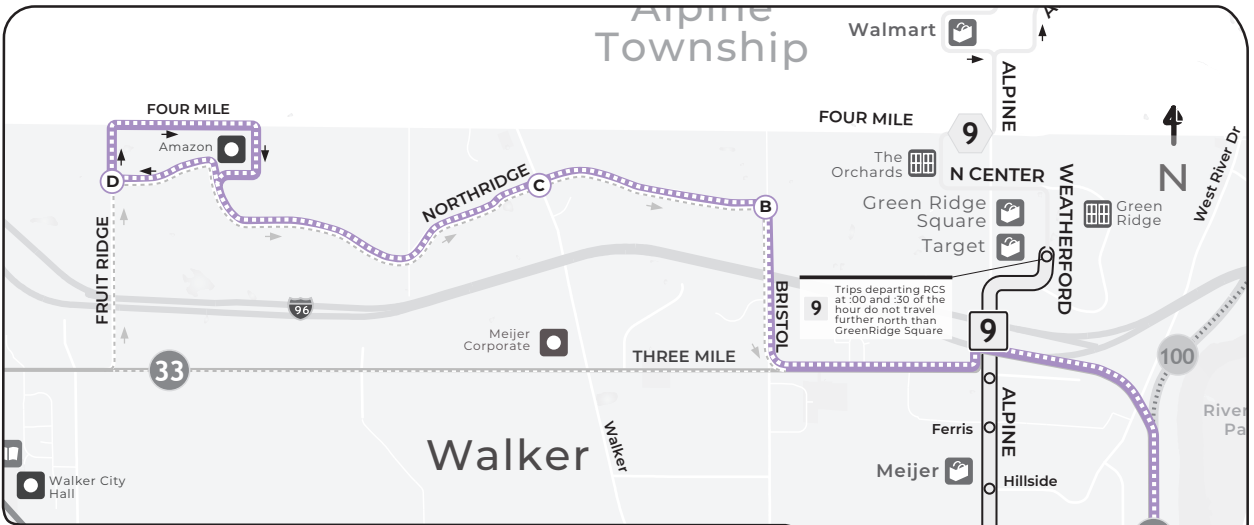 Alpine
Township
Walmart
A
ALPINE
FOUR MILE
FOUR MILE
9
Amazon
The
Orchards
N CENTER
WEATHERFORD
N
West River Dr
D
NORTHRIDGE
C
B
Green Ridge
Square
Green
Ridge
Target
FRUIT RIDGE
96
BRISTOL
9
Trips departing RCS
at :00 and :30 of the
hour do not travel
further north than
GreenRidge Square
9
Meijer
Corporate
THREE MILE
33
100
ALPINE
River
Pa
Walker
Walker
Ferris
Meijer
Hillside
Walker City
Hall